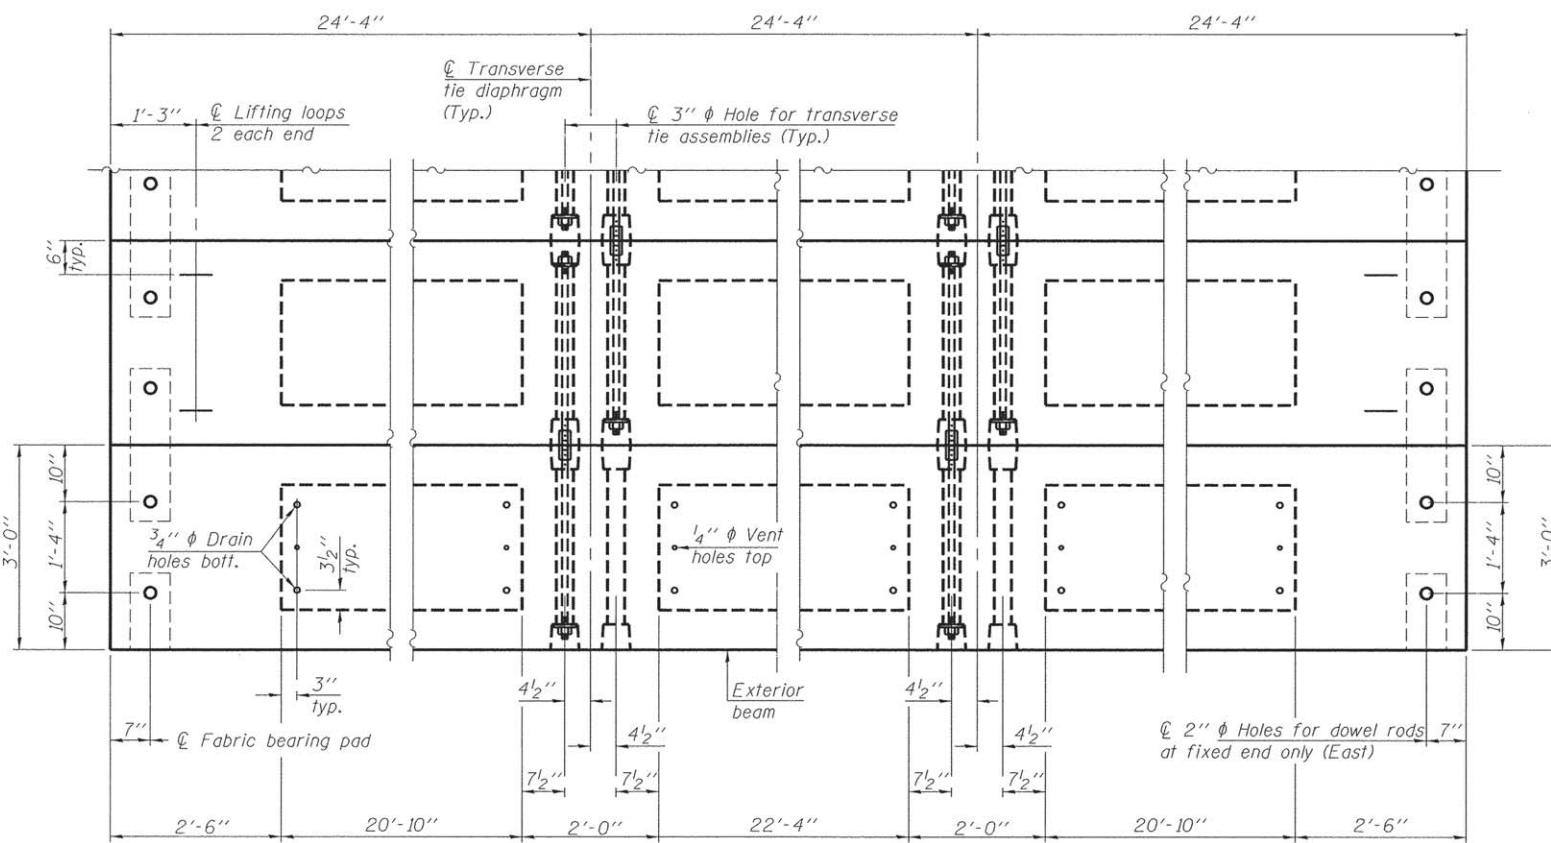 24'-4"
24'-4"
24'-4"
℄ Transverse
tie diaphragm
(Typ.)
1'-3"
℄ Lifting loops
2 each end
℄ 3" φ Hole for transverse
tie assemblies (Typ.)
6"
typ.
3'-0"
10"
1'-4"
10"
3/4" φ Drain
holes bott.
3 1/2"
typ.
1/4" φ Vent
holes top
10"
1'-4"
10"
3'-0"
3"
typ.
7"
℄ Fabric bearing pad
4 1/2"
4 1/2"
7 1/2"
7 1/2"
Exterior
beam
4 1/2"
4 1/2"
7 1/2"
7 1/2"
℄ 2" φ Holes for dowel rods
at fixed end only (East)
7"
2'-6"
20'-10"
2'-0"
22'-4"
2'-0"
20'-10"
2'-6"